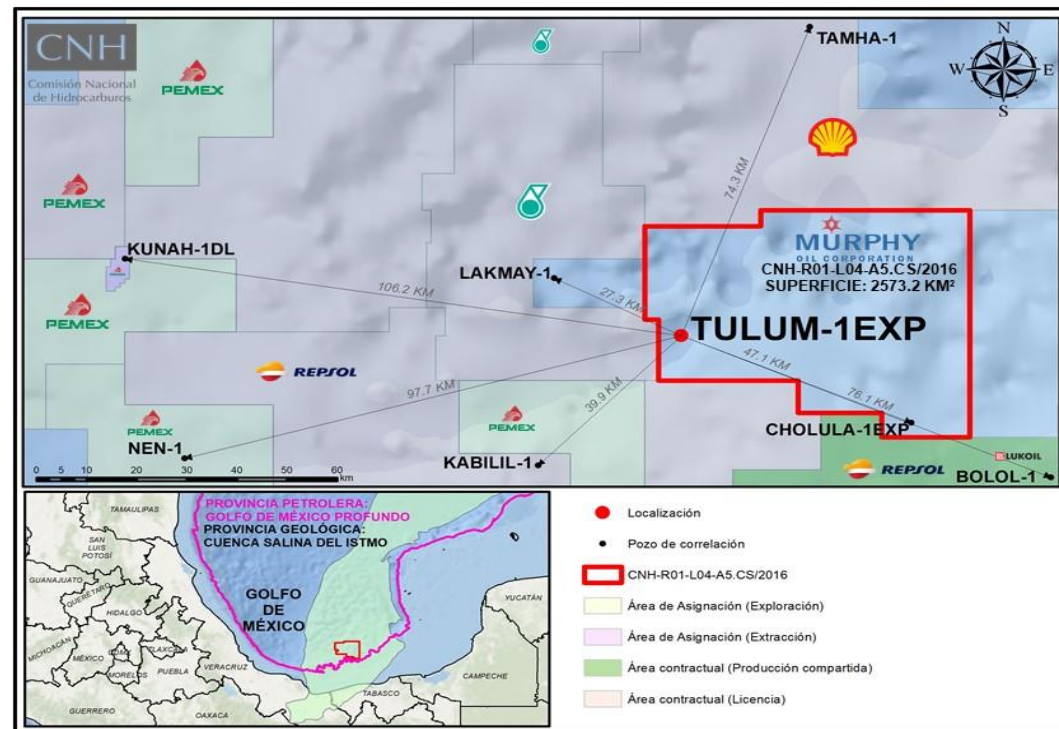 CNH
Comisión Nacional
de Hidrocarburos
PEMEX
TAMHA-1
N
W E
S
74.3 KM
PEMEX
KUNAH-1DL
LAKMAY-1
MURPHY
OIL CORPORATION
CNH-R01-L04-A5.CS/2016
SUPERFICIE: 2573.2 KM²
106.2 KM
27.3 KM
PEMEX
TULUM-1EXP
47.1 KM
76.1 KM
REPSOL
97.7 KM
39.9 KM
PEMEX
NEN-1
PEMEX
KABILIL-1
CHOLULA-1EXP
REPSOL
LUKOIL
BOLOL-1
0 5 10 20 30 40 50 60
km
PROVINCIA PETROLERA:
GOLFO DE MÉXICO PROFUNDO
PROVINCIA GEOLÓGICA:
CUENCA SALINA DEL ISTMO
TAMAULIPAS
SAN
LUIS
POTOSÍ
GUANAJUATO
QUERÉTARO
HIDALGO
MICHOACÁN
MÉXICO
CDMX
TLAXCALA
MORELOS
PUEBLA
VERACRUZ
GUERRERO
OAXACA
TABASCO
CAMPECHE
YUCATÁN
GOLFO
DE
MÉXICO
Localización
Pozo de correlación
CNH-R01-L04-A5.CS/2016
Área de Asignación (Exploración)
Área de Asignación (Extracción)
Área contractual (Producción compartida)
Área contractual (Licencia)